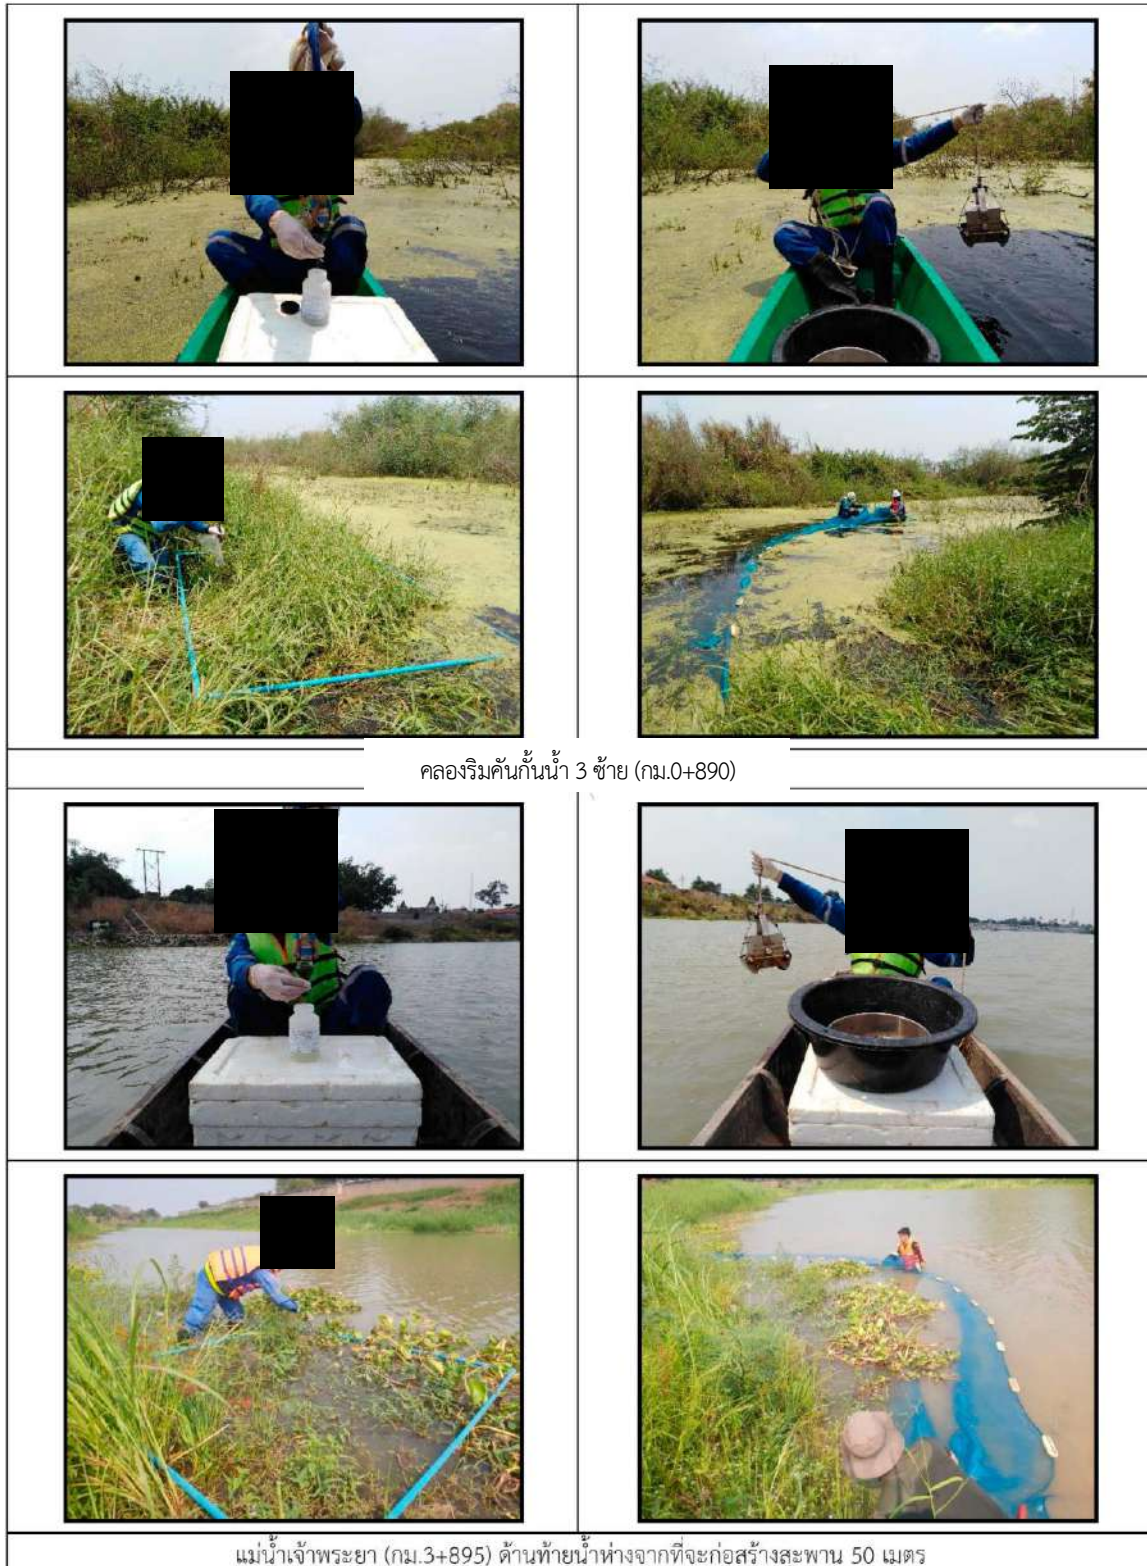 คลองริมคันกั้นน้ำ 3 ซ้าย (กม.0+890)
แม่น้ำเจ้าพระยา (กม.3+895) ด้านท้ายน้ำห่างจากที่จะก่อสร้างสะพาน 50 เมตร